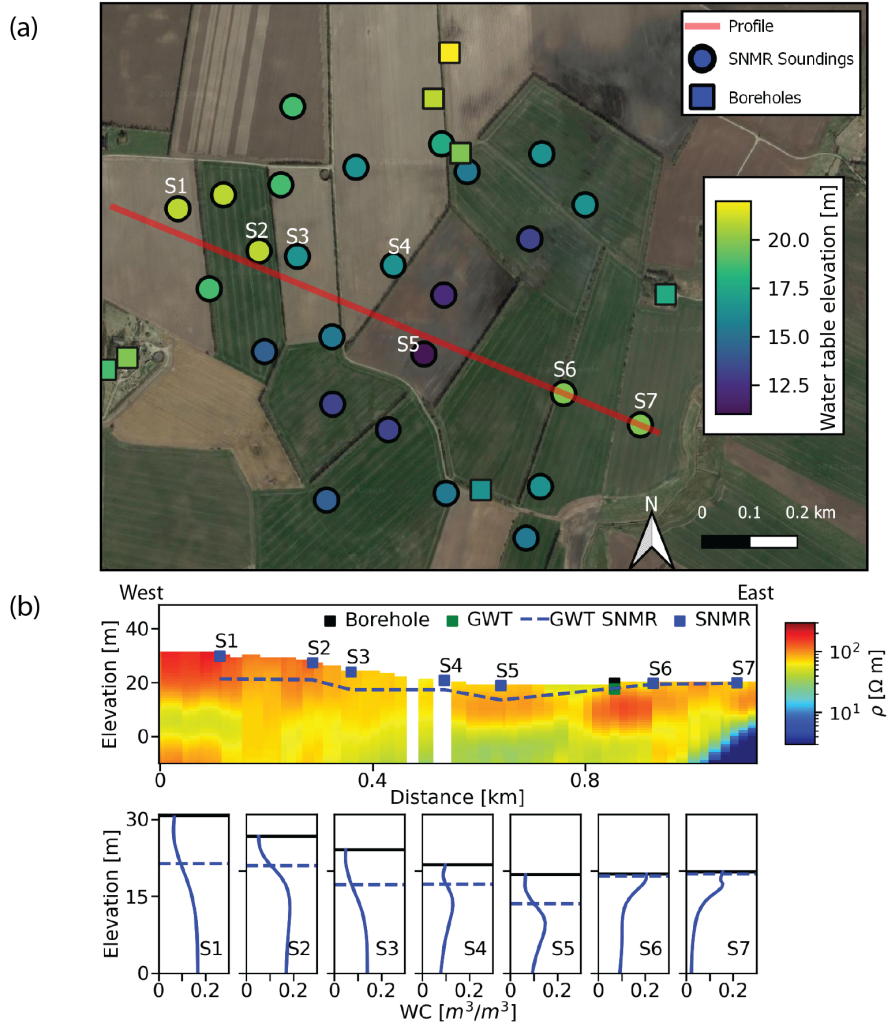 (a)
Profile
SNMR Soundings
Boreholes
S1
S2
S3
S4
S5
S6
S7
Water table elevation [m]
20.0
17.5
15.0
12.5
N
0 0.1 0.2 km
(b)
West East
Borehole GWT GWT SNMR SNMR
S1 S2 S3 S4 S5 S6 S7
Elevation [m]
40
20
0
0 0.4 0.8
Distance [km]
10²
10¹
ρ [Ω m]
Elevation [m]
30
15
0
S1 S2 S3 S4 S5 S6 S7
0 0.2 0 0.2 0 0.2 0 0.2 0 0.2 0 0.2 0 0.2
WC [m³/m³]